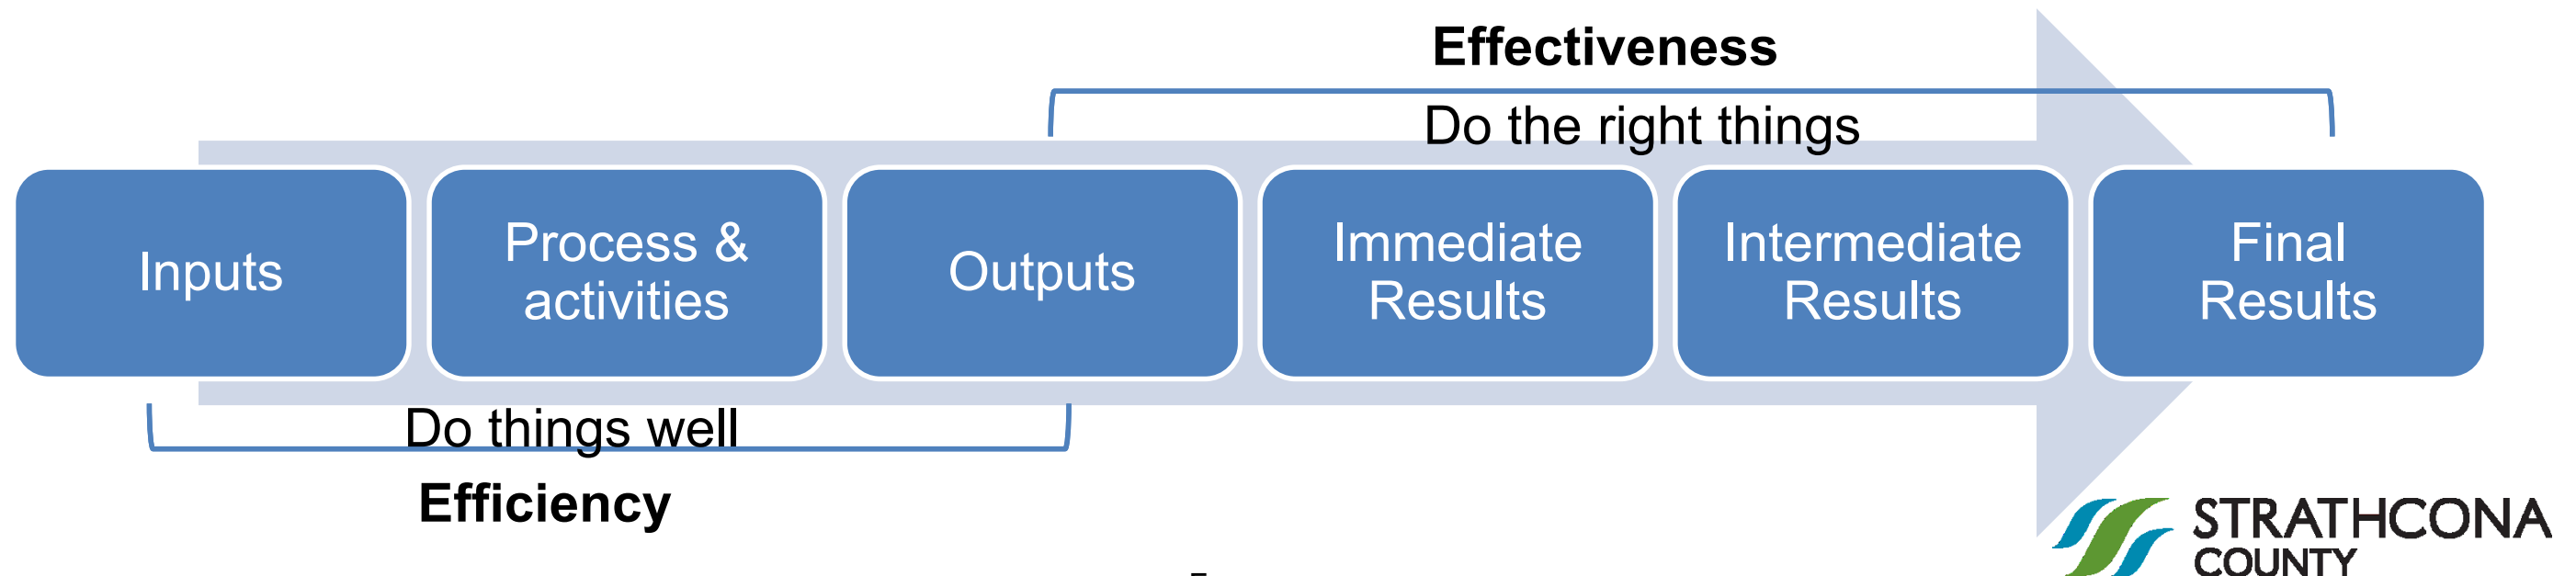 Effectiveness
Do the right things
Inputs
Process &
activities
Outputs
Immediate
Results
Intermediate
Results
Final
Results
Do things well
Efficiency
STRATHCONA
COUNTY